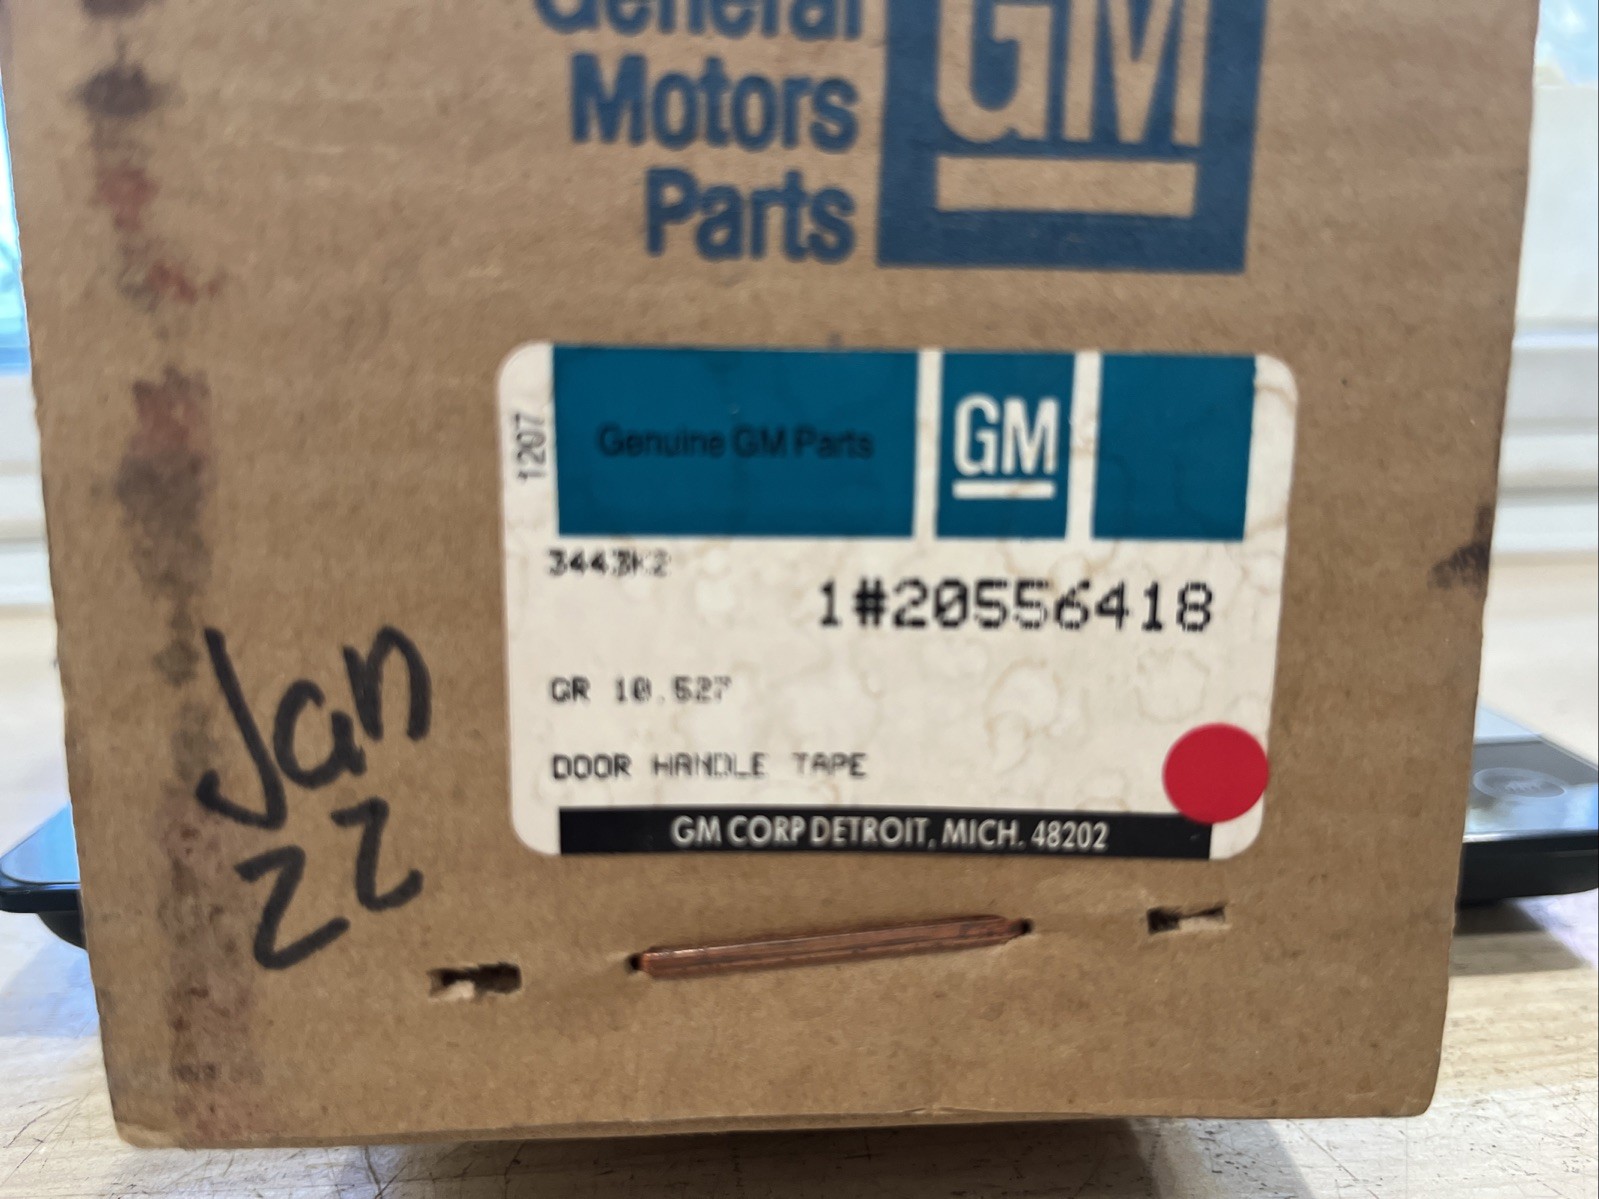 General
Motors
Parts
GM
1207
Genuine GM Parts
GM
3443K2
1#20556418
GR 10.527
DOOR HANDLE TAPE
GM CORP DETROIT, MICH. 48202
Jan
22